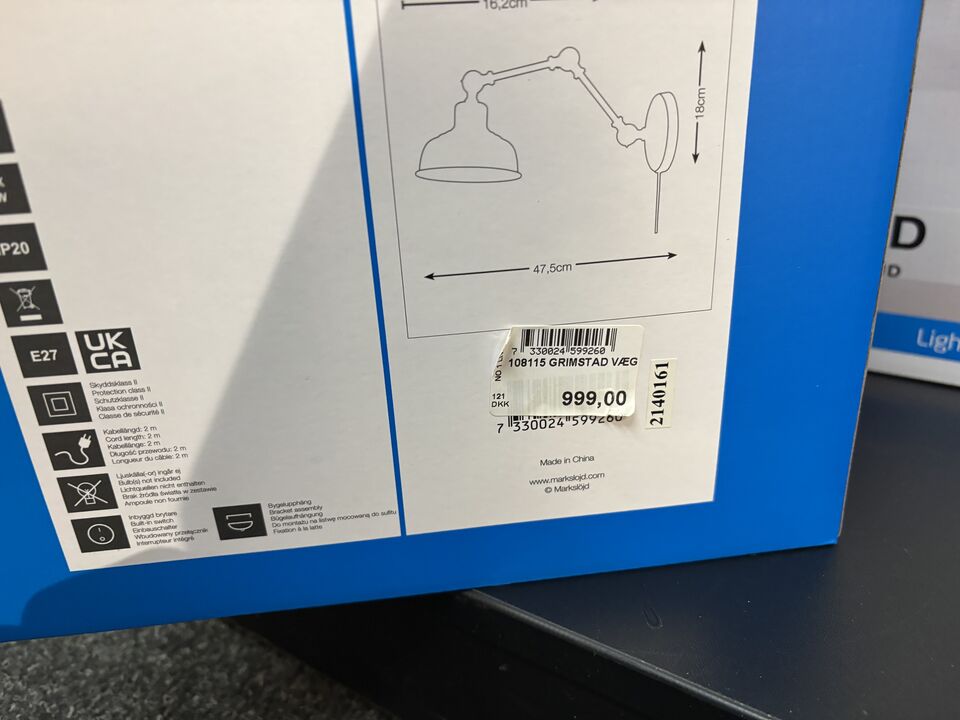 16,2cm
18cm
47,5cm
IP20
E27
UK
CA
Skyddsklass II
Protection class II
Schutzklasse II
Klasa ochronności II
Classe de sécurité II
Kabellängd: 2 m
Cord length: 2 m
Kabellänge: 2 m
Długość przewodu: 2 m
Longueur du câble: 2 m
Ljuskälla(-or) ingår ej
Bulb(s) not included
Lichtquellen nicht enthalten
Brak źródła światła w zestawie
Ampoule non fournie
Inbyggd brytare
Built-in switch
Einbauschalter
Wbudowany przełącznik
Interrupteur intégré
Bygelupphäng
Bracket assembly
Bügelaufhängung
Do montażu na listwę mocowaną do sufitu
Fixation à la latte
7 330024 599260
108115 GRIMSTAD VÆG
121
DKK
999,00
7 330024 599260
2140161
Made in China
www.markslojd.com
© Markslöjd
D
D
Ligh